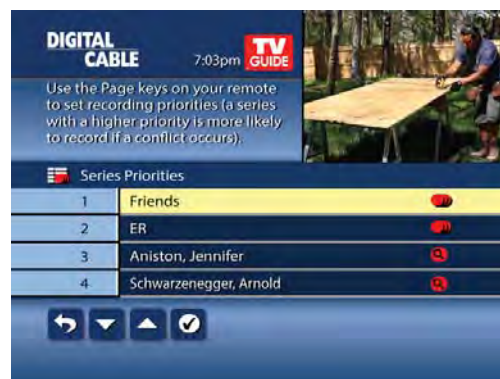 DIGITAL
CABLE
7:03pm
TV
GUIDE
Use the Page keys on your remote
to set recording priorities (a series
with a higher priority is more likely
to record if a conflict occurs).
Series Priorities
1 Friends
2 ER
3 Aniston, Jennifer
4 Schwarzenegger, Arnold